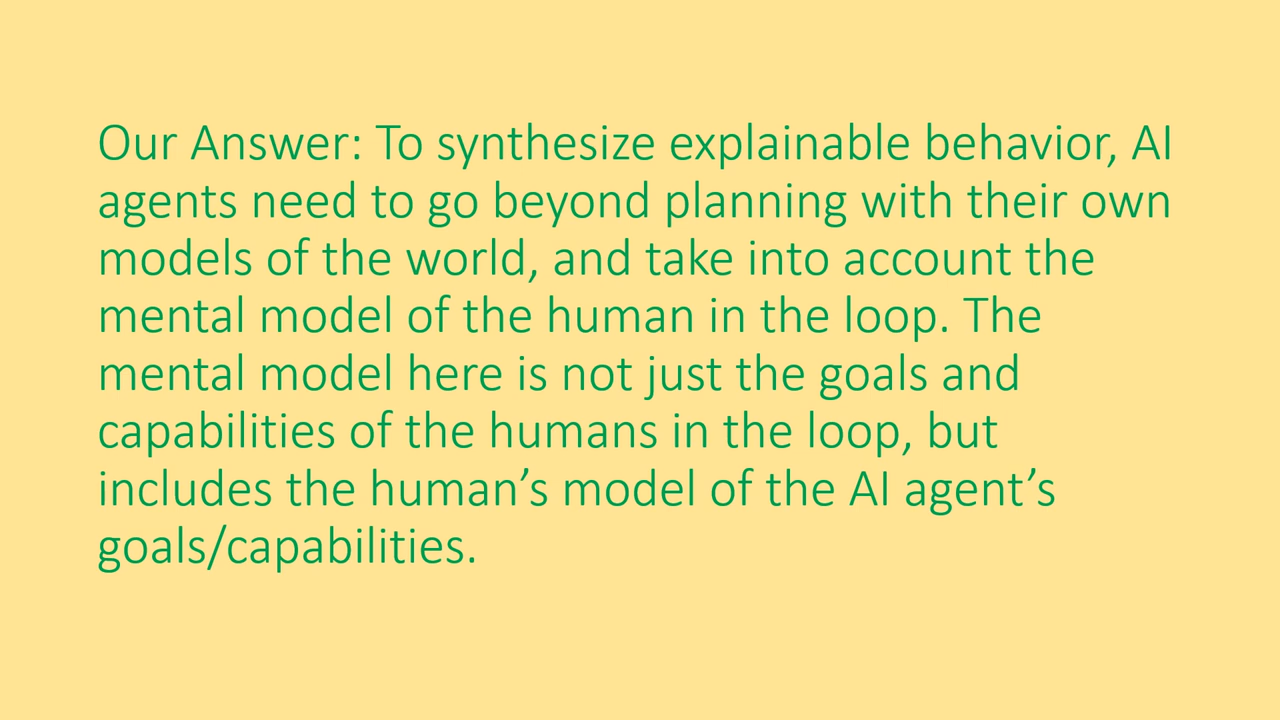 Our Answer: To synthesize explainable behavior, AI
agents need to go beyond planning with their own
models of the world, and take into account the
mental model of the human in the loop. The
mental model here is not just the goals and
capabilities of the humans in the loop, but
includes the human’s model of the AI agent’s
goals/capabilities.